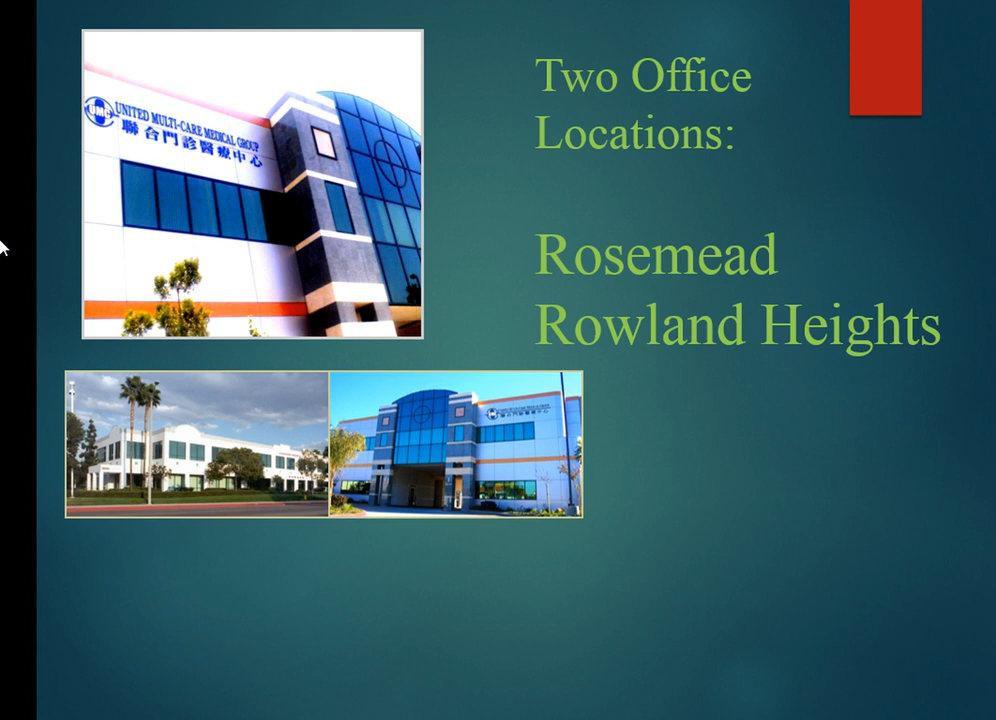 Two Office
Locations:
Rosemead
Rowland Heights
UMC
UNITED MULTI-CARE MEDICAL GROUP
聯合門診醫療中心